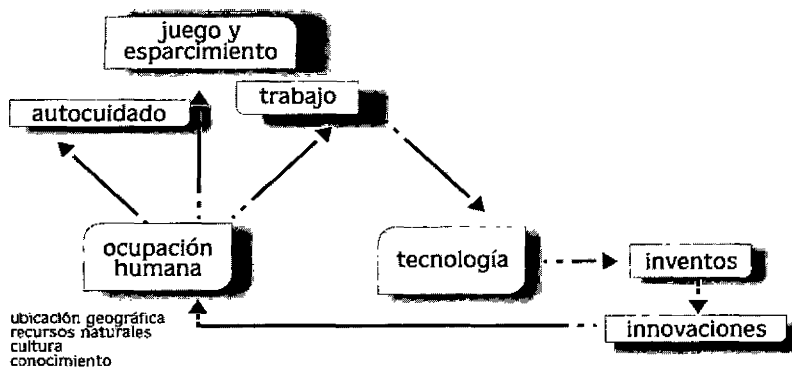 juego y
esparcimiento
trabajo
autocuidado
ocupación
humana
tecnología
inventos
innovaciones
ubicación geográfica
recursos naturales
cultura
conocimiento